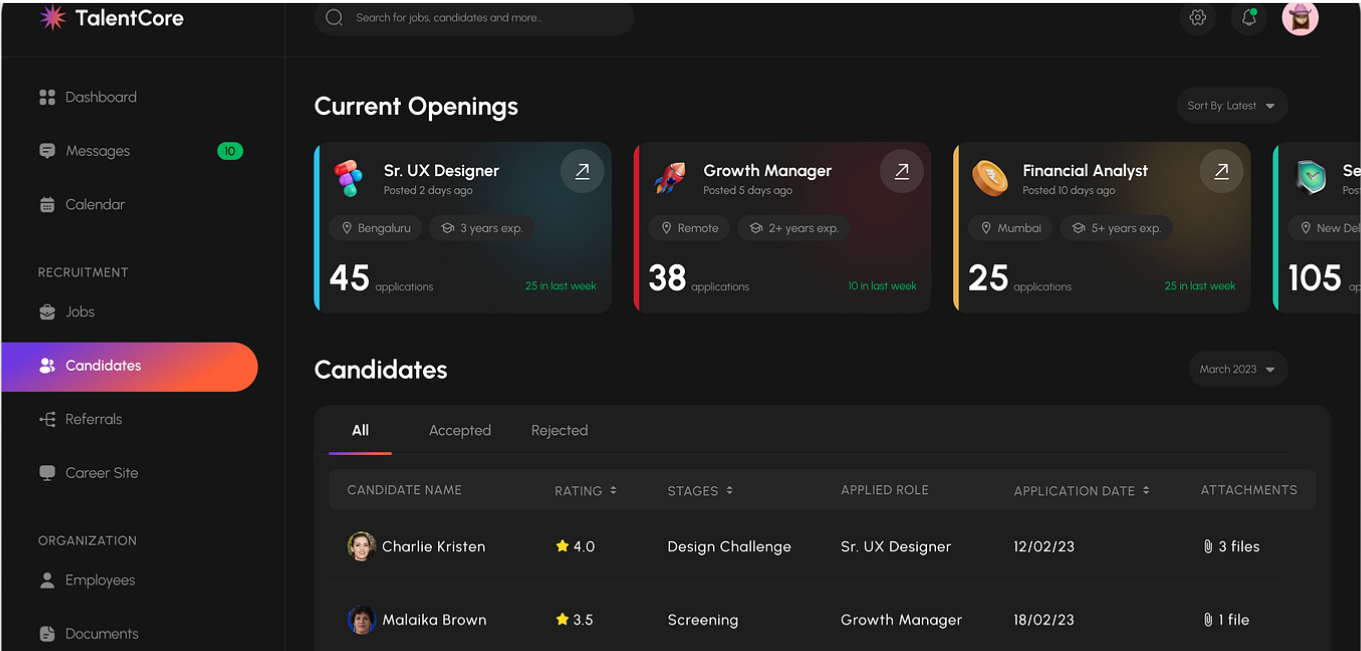 TalentCore
Search for jobs, candidates and more...
Dashboard
Messages 10
Calendar
RECRUITMENT
Jobs
Candidates
Referrals
Career Site
ORGANIZATION
Employees
Documents
Current Openings
Sort By: Latest
Sr. UX Designer
Posted 2 days ago
Bengaluru 3 years exp.
45 applications 25 in last week
Growth Manager
Posted 5 days ago
Remote 2+ years exp.
38 applications 10 in last week
Financial Analyst
Posted 10 days ago
Mumbai 5+ years exp.
25 applications 25 in last week
Se
Pos
New Del
105 ap
Candidates
March 2023
All Accepted Rejected
CANDIDATE NAME RATING STAGES APPLIED ROLE APPLICATION DATE ATTACHMENTS
Charlie Kristen 4.0 Design Challenge Sr. UX Designer 12/02/23 3 files
Malaika Brown 3.5 Screening Growth Manager 18/02/23 1 file